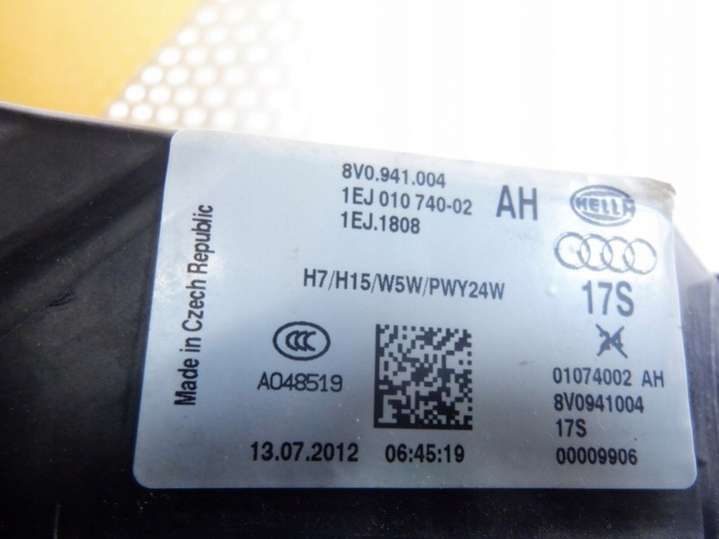 8V0.941.004
1EJ 010 740-02 AH
1EJ.1808
HELLA
Made in Czech Republic
H7/H15/W5W/PWY24W
17S
CCC
A048519
01074002 AH
8V0941004
17S
13.07.2012 06:45:19 00009906